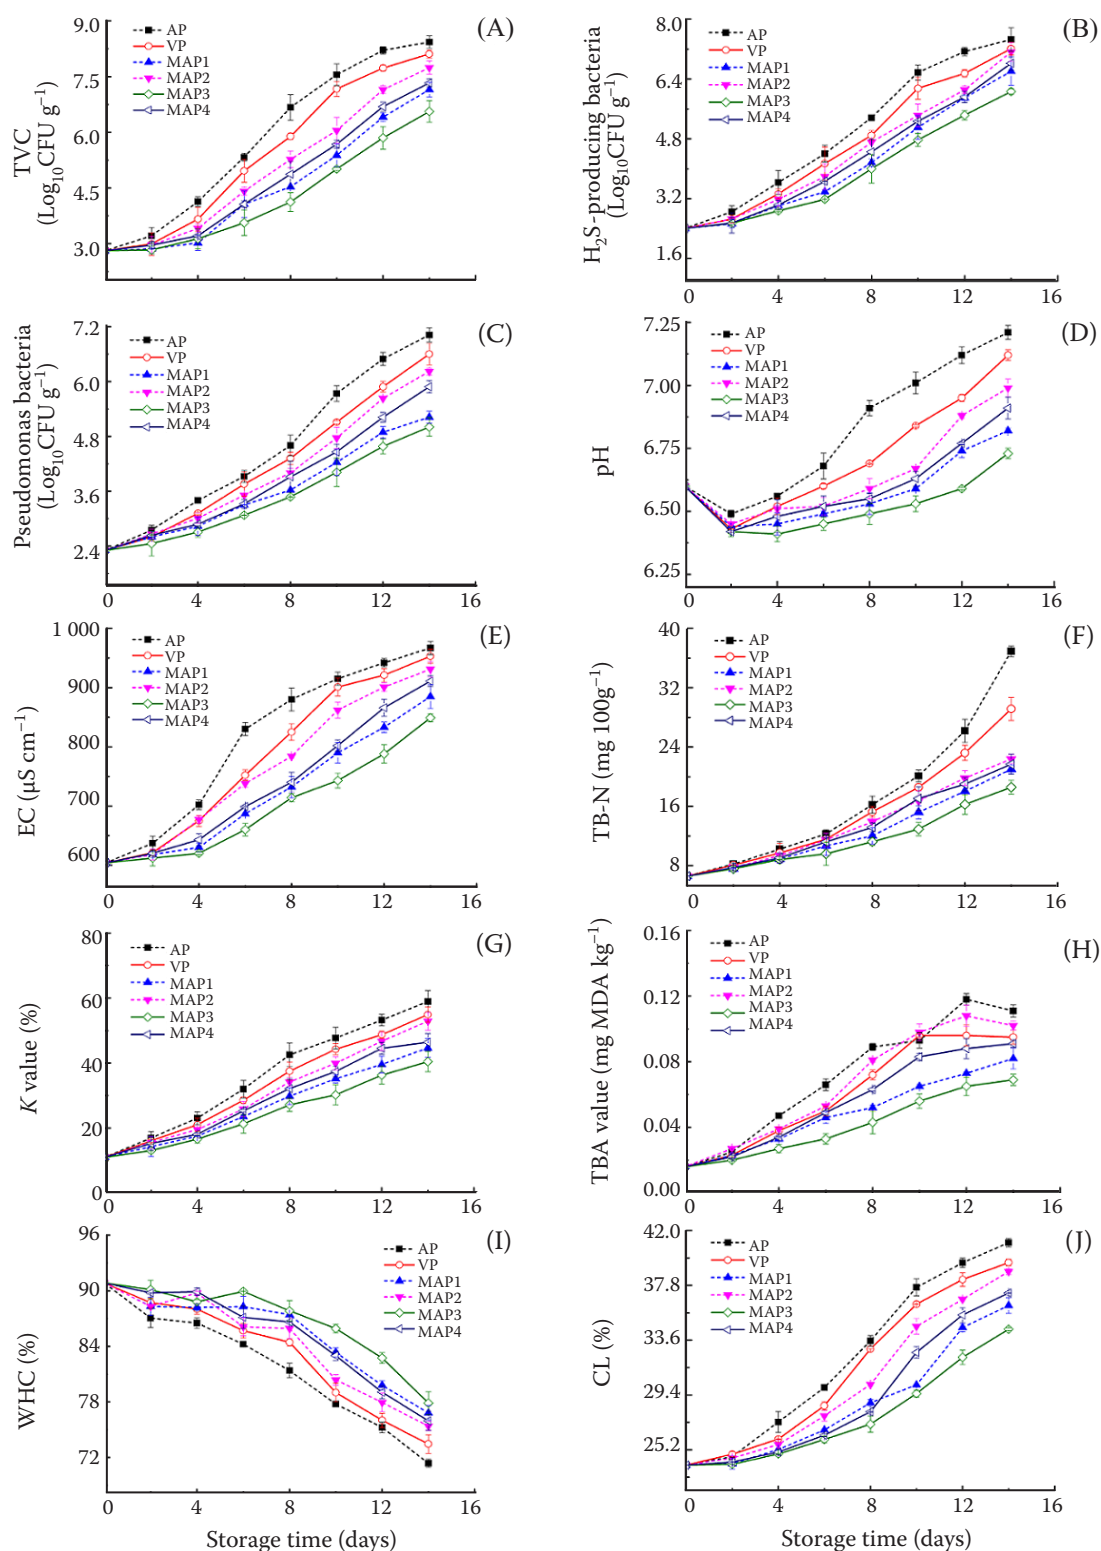 (A)
TVC
(Log₁₀CFU g⁻¹)
9.0
7.5
6.0
4.5
3.0
AP
VP
MAP1
MAP2
MAP3
MAP4
0 4 8 12 16
(B)
H₂S-producing bacteria
(Log₁₀CFU g⁻¹)
8.0
6.4
4.8
3.2
1.6
AP
VP
MAP1
MAP2
MAP3
MAP4
0 4 8 12 16
(C)
Pseudomonas bacteria
(Log₁₀CFU g⁻¹)
7.2
6.0
4.8
3.6
2.4
AP
VP
MAP1
MAP2
MAP3
MAP4
0 4 8 12 16
(D)
pH
7.25
7.00
6.75
6.50
6.25
AP
VP
MAP1
MAP2
MAP3
MAP4
0 4 8 12 16
(E)
EC (µS cm⁻¹)
1 000
900
800
700
600
AP
VP
MAP1
MAP2
MAP3
MAP4
0 4 8 12 16
(F)
TB-N (mg 100g⁻¹)
40
32
24
16
8
AP
VP
MAP1
MAP2
MAP3
MAP4
0 4 8 12 16
(G)
K value (%)
80
60
40
20
0
AP
VP
MAP1
MAP2
MAP3
MAP4
0 4 8 12 16
(H)
TBA value (mg MDA kg⁻¹)
0.16
0.12
0.08
0.04
0.00
AP
VP
MAP1
MAP2
MAP3
MAP4
0 4 8 12 16
(I)
WHC (%)
96
90
84
78
72
AP
VP
MAP1
MAP2
MAP3
MAP4
0 4 8 12 16
Storage time (days)
(J)
CL (%)
42.0
37.8
33.6
29.4
25.2
AP
VP
MAP1
MAP2
MAP3
MAP4
0 4 8 12 16
Storage time (days)